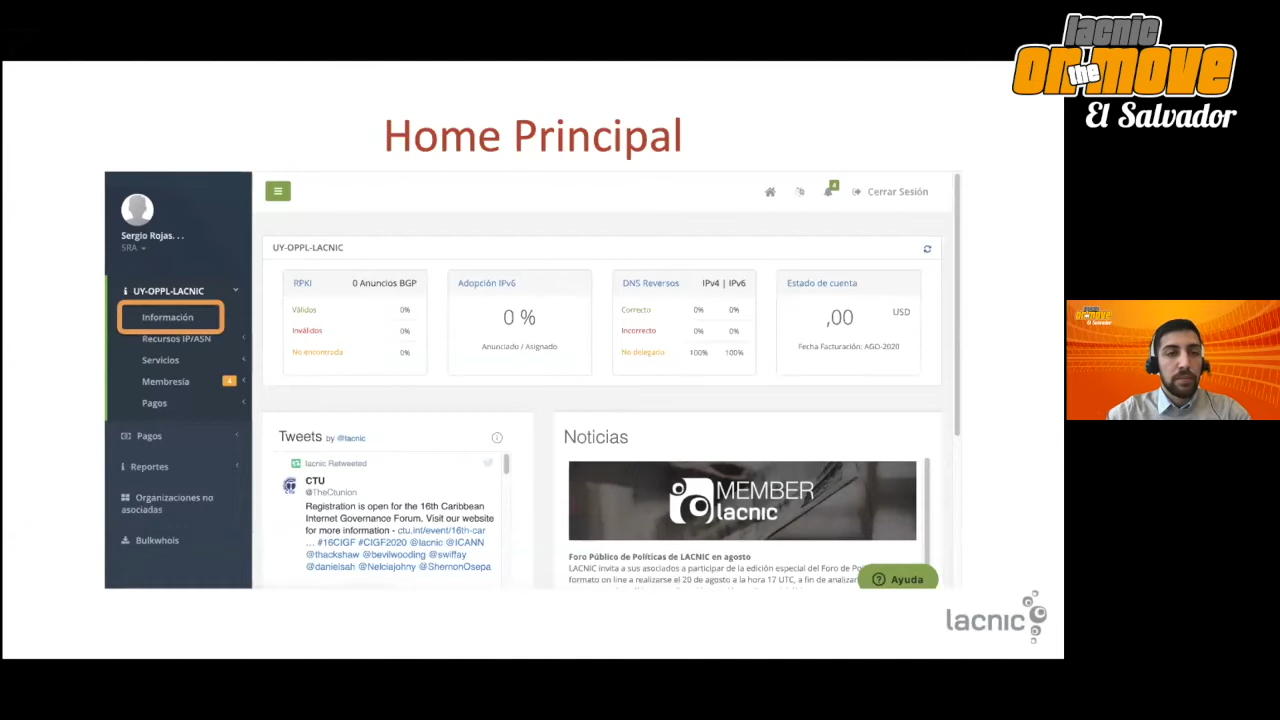 lacnic
on the move
El Salvador
Home Principal
Sergio Rojas. . .
SRA
UY-OPPL-LACNIC
Información
Recursos IP/ASN
Servicios
Membresía 4
Pagos
Pagos
Reportes
Organizaciones no
asociadas
Bulkwhois
4
Cerrar Sesión
UY-OPPL-LACNIC
RPKI 0 Anuncios BGP
Válidos 0%
Inválidos 0%
No encontrada 0%
Adopción IPv6
0 %
Anunciado / Asignado
DNS Reversos IPv4 | IPv6
Correcto 0% 0%
Incorrecto 0% 0%
No delegado 100% 100%
Estado de cuenta
,00 USD
Fecha Facturación: AGO-2020
Tweets by @lacnic
lacnic Retweeted
CTU
@TheCtunion
Registration is open for the 16th Caribbean
Internet Governance Forum. Visit our website
for more information - ctu.int/event/16th-car
... #16CIGF #CIGF2020 @lacnic @ICANN
@thackshaw @bevilwooding @swiffay
@danielsah @Nelciajohny @ShernonOsepa
Noticias
MEMBER
lacnic
Foro Público de Políticas de LACNIC en agosto
LACNIC invita a sus asociados a participar de la edición especial del Foro de
formato on line a realizarse el 20 de agosto a la hora 17 UTC, a fin de analizar
Ayuda
lacnic
lacnic
El Salvador